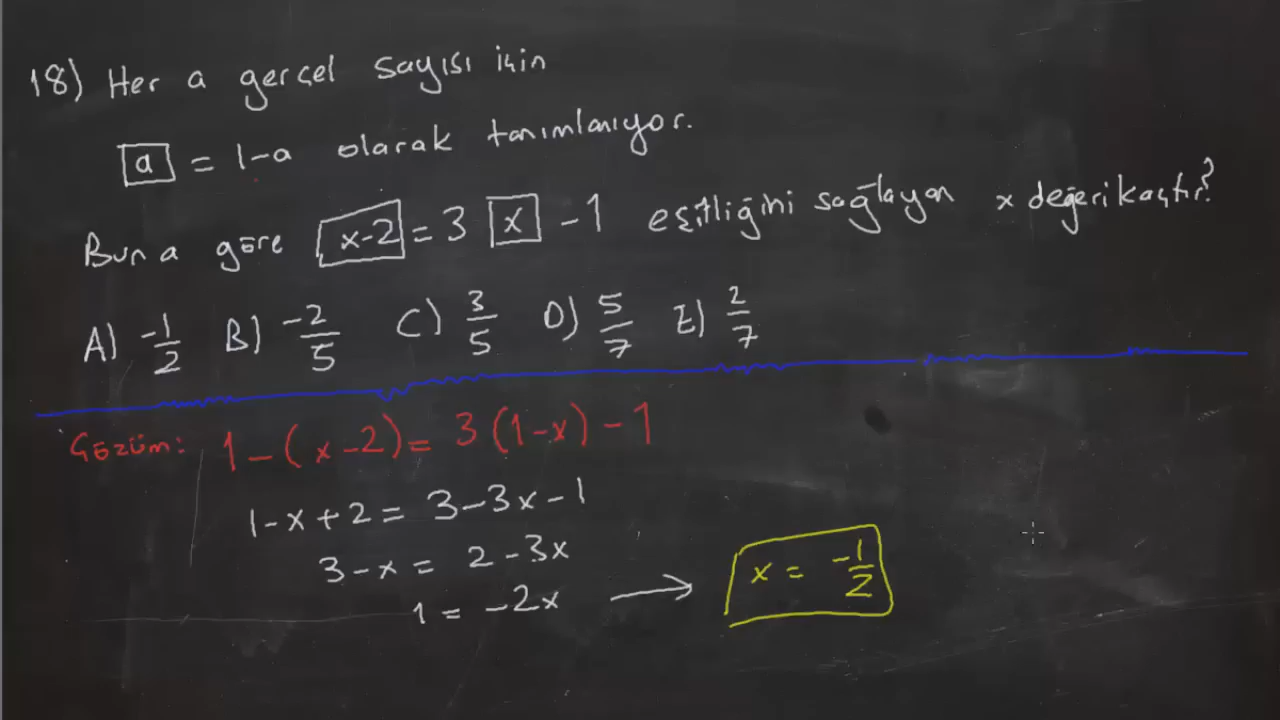 18) Her a gerçel sayısı için
a = 1-a olarak tanımlanıyor.
Buna göre x-2 = 3 x - 1 eşitliğini sağlayan x değeri kaçtır?
A) -1/2 B) -2/5 C) 3/5 D) 5/7 E) 2/7
Çözüm: 1-(x-2) = 3(1-x)-1
1-x+2 = 3-3x-1
3-x = 2-3x
1 = -2x → x = -1/2